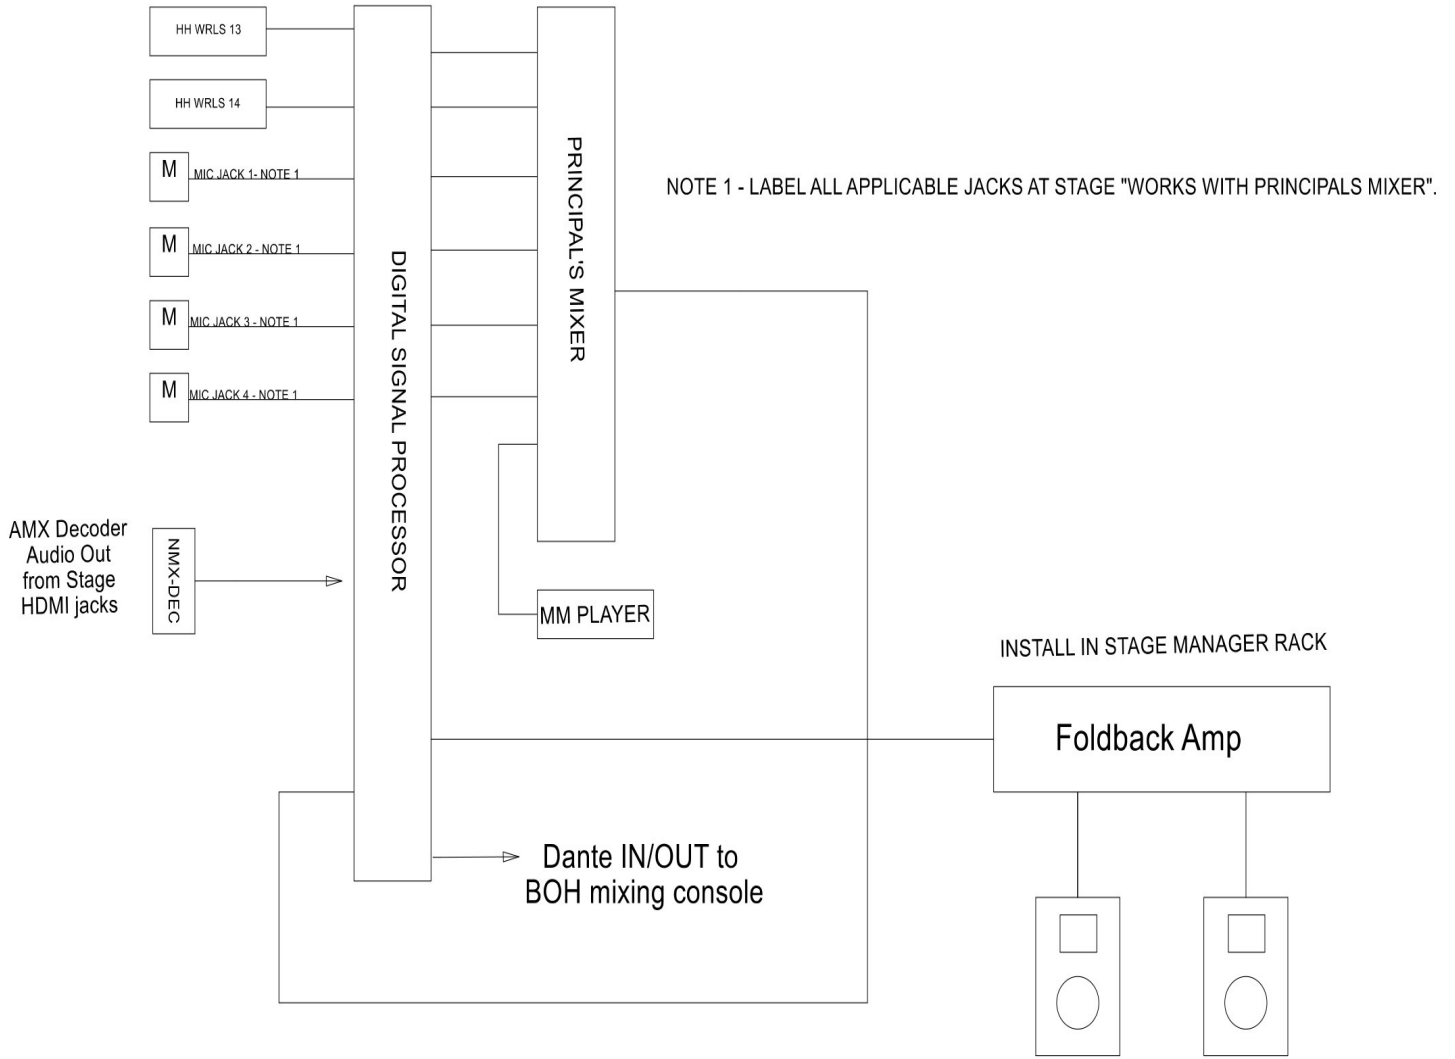 HH WRLS 13
HH WRLS 14
M
MIC JACK 1- NOTE 1
M
MIC JACK 2 - NOTE 1
M
MIC JACK 3 - NOTE 1
M
MIC JACK 4 - NOTE 1
DIGITAL SIGNAL PROCESSOR
PRINCIPAL'S MIXER
NOTE 1 - LABEL ALL APPLICABLE JACKS AT STAGE "WORKS WITH PRINCIPALS MIXER".
AMX Decoder
Audio Out
from Stage
HDMI jacks
NMX-DEC
MM PLAYER
INSTALL IN STAGE MANAGER RACK
Foldback Amp
Dante IN/OUT to
BOH mixing console